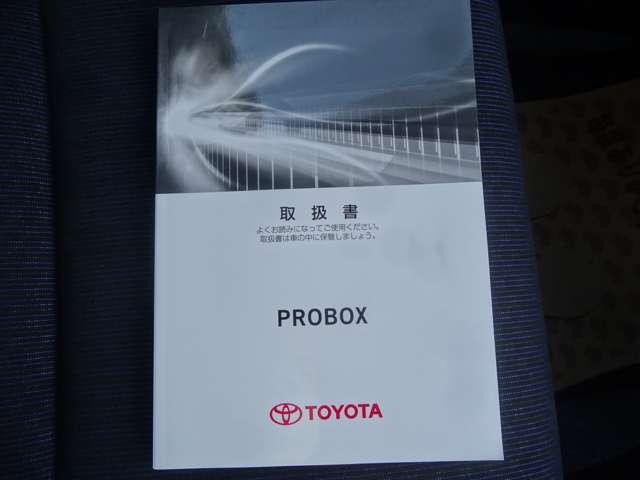 取扱書
よくお読みになってご使用ください。
取扱書は車の中に保管しましょう。
PROBOX
TOYOTA